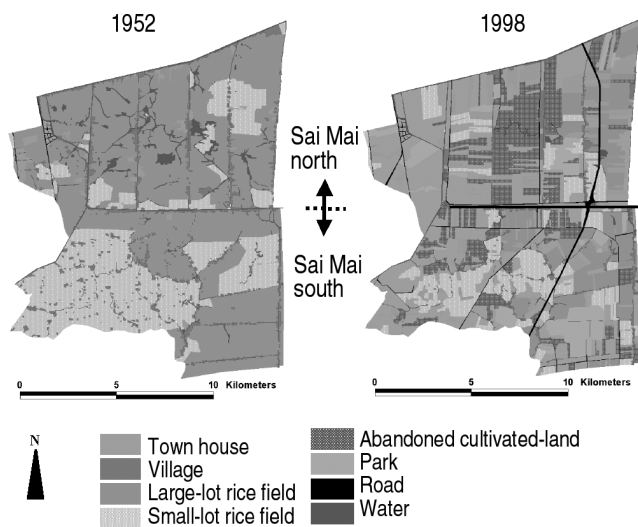 1952
1998
Sai Mai
north
Sai Mai
south
0 5 10 Kilometers
0 5 10 Kilometers
N
Town house
Village
Large-lot rice field
Small-lot rice field
Abandoned cultivated-land
Park
Road
Water